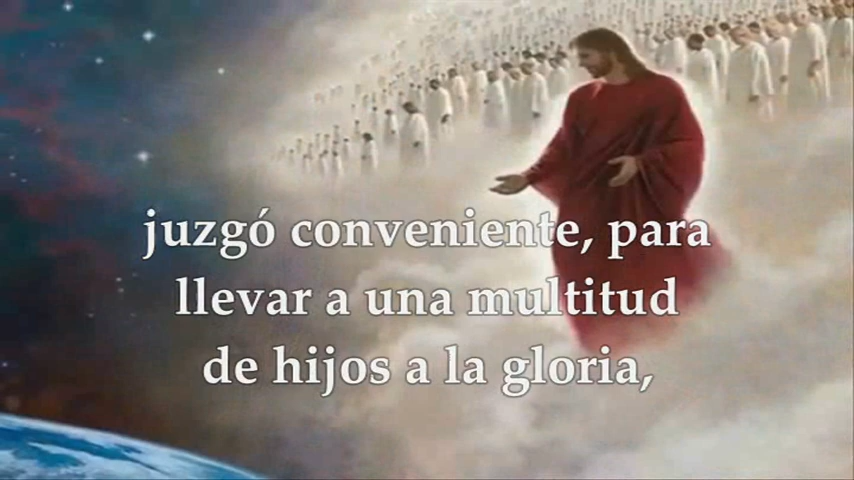 juzgó conveniente, para
llevar a una multitud
de hijos a la gloria,